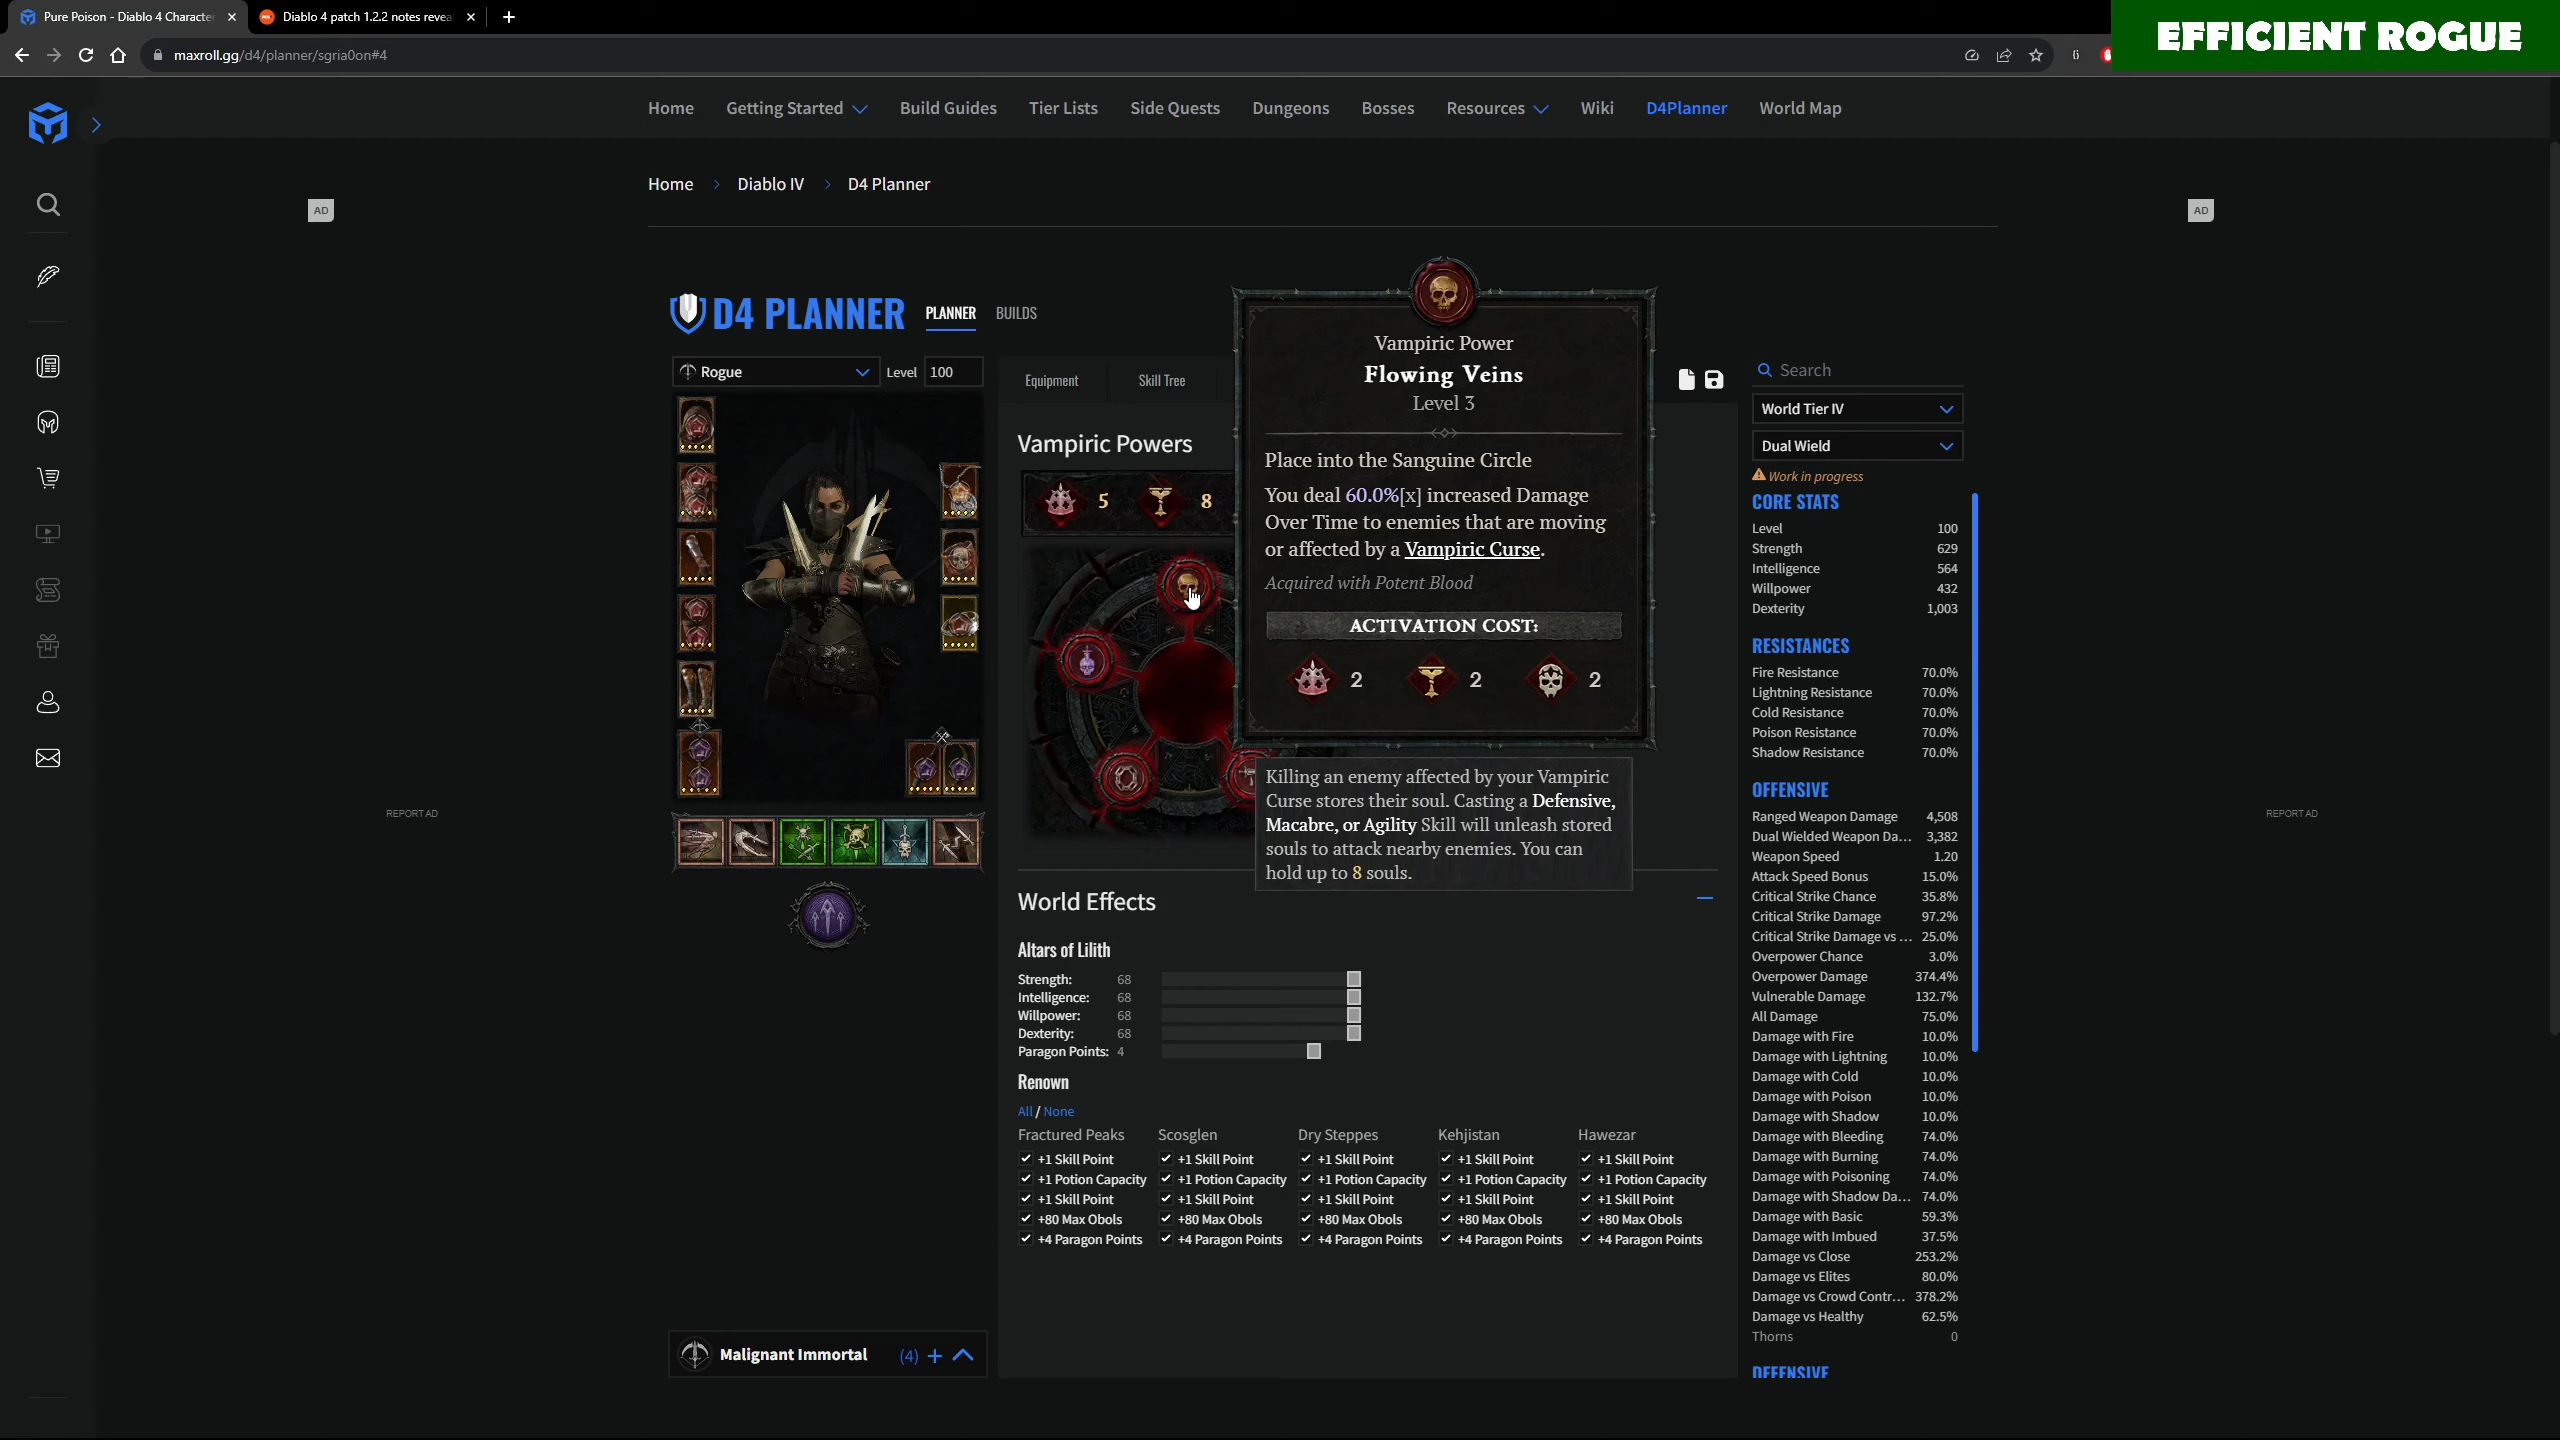 Pure Poison - Diablo 4 Character
Diablo 4 patch 1.2.2 notes revea
EFFICIENT ROGUE
maxroll.gg/d4/planner/sgria0on#4
Home
Getting Started
Build Guides
Tier Lists
Side Quests
Dungeons
Bosses
Resources
Wiki
D4Planner
World Map
Home > Diablo IV > D4 Planner
AD
AD
D4 PLANNER
PLANNER
BUILDS
Rogue
Level 100
Equipment
Skill Tree
Vampiric Powers
5
8
Vampiric Power
Flowing Veins
Level 3
Place into the Sanguine Circle
You deal 60.0%[x] increased Damage
Over Time to enemies that are moving
or affected by a Vampiric Curse.
Acquired with Potent Blood
ACTIVATION COST:
2
2
2
Killing an enemy affected by your Vampiric
Curse stores their soul. Casting a Defensive,
Macabre, or Agility Skill will unleash stored
souls to attack nearby enemies. You can
hold up to 8 souls.
REPORT AD
REPORT AD
World Effects
Altars of Lilith
Strength: 68
Intelligence: 68
Willpower: 68
Dexterity: 68
Paragon Points: 4
Renown
All / None
Fractured Peaks
+1 Skill Point
+1 Potion Capacity
+1 Skill Point
+80 Max Obols
+4 Paragon Points
Scosglen
+1 Skill Point
+1 Potion Capacity
+1 Skill Point
+80 Max Obols
+4 Paragon Points
Dry Steppes
+1 Skill Point
+1 Potion Capacity
+1 Skill Point
+80 Max Obols
+4 Paragon Points
Kehjistan
+1 Skill Point
+1 Potion Capacity
+1 Skill Point
+80 Max Obols
+4 Paragon Points
Hawezar
+1 Skill Point
+1 Potion Capacity
+1 Skill Point
+80 Max Obols
+4 Paragon Points
Malignant Immortal (4)
Search
World Tier IV
Dual Wield
Work in progress
CORE STATS
Level 100
Strength 629
Intelligence 564
Willpower 432
Dexterity 1,003
RESISTANCES
Fire Resistance 70.0%
Lightning Resistance 70.0%
Cold Resistance 70.0%
Poison Resistance 70.0%
Shadow Resistance 70.0%
OFFENSIVE
Ranged Weapon Damage 4,508
Dual Wielded Weapon Da... 3,382
Weapon Speed 1.20
Attack Speed Bonus 15.0%
Critical Strike Chance 35.8%
Critical Strike Damage 97.2%
Critical Strike Damage vs ... 25.0%
Overpower Chance 3.0%
Overpower Damage 374.4%
Vulnerable Damage 132.7%
All Damage 75.0%
Damage with Fire 10.0%
Damage with Lightning 10.0%
Damage with Cold 10.0%
Damage with Poison 10.0%
Damage with Shadow 10.0%
Damage with Bleeding 74.0%
Damage with Burning 74.0%
Damage with Poisoning 74.0%
Damage with Shadow Da... 74.0%
Damage with Basic 59.3%
Damage with Imbued 37.5%
Damage vs Close 253.2%
Damage vs Elites 80.0%
Damage vs Crowd Contr... 378.2%
Damage vs Healthy 62.5%
Thorns 0
DEFENSIVE